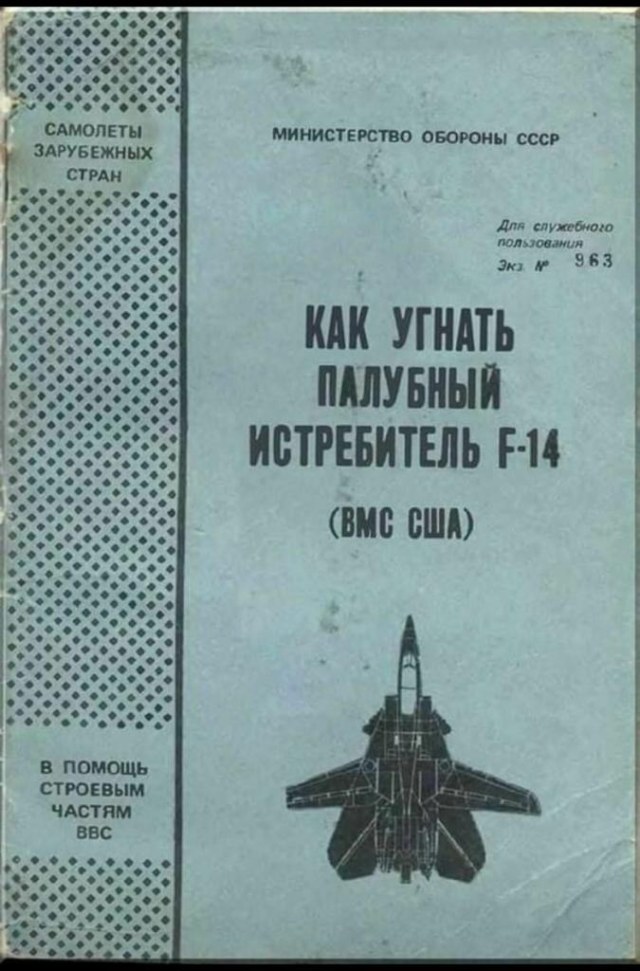 САМОЛЕТЫ
ЗАРУБЕЖНЫХ
СТРАН
МИНИСТЕРСТВО ОБОРОНЫ СССР
Для служебного
пользования
Экз. № 963
КАК УГНАТЬ
ПАЛУБНЫЙ
ИСТРЕБИТЕЛЬ F-14
(ВМС США)
В ПОМОЩЬ
СТРОЕВЫМ
ЧАСТЯМ
ВВС